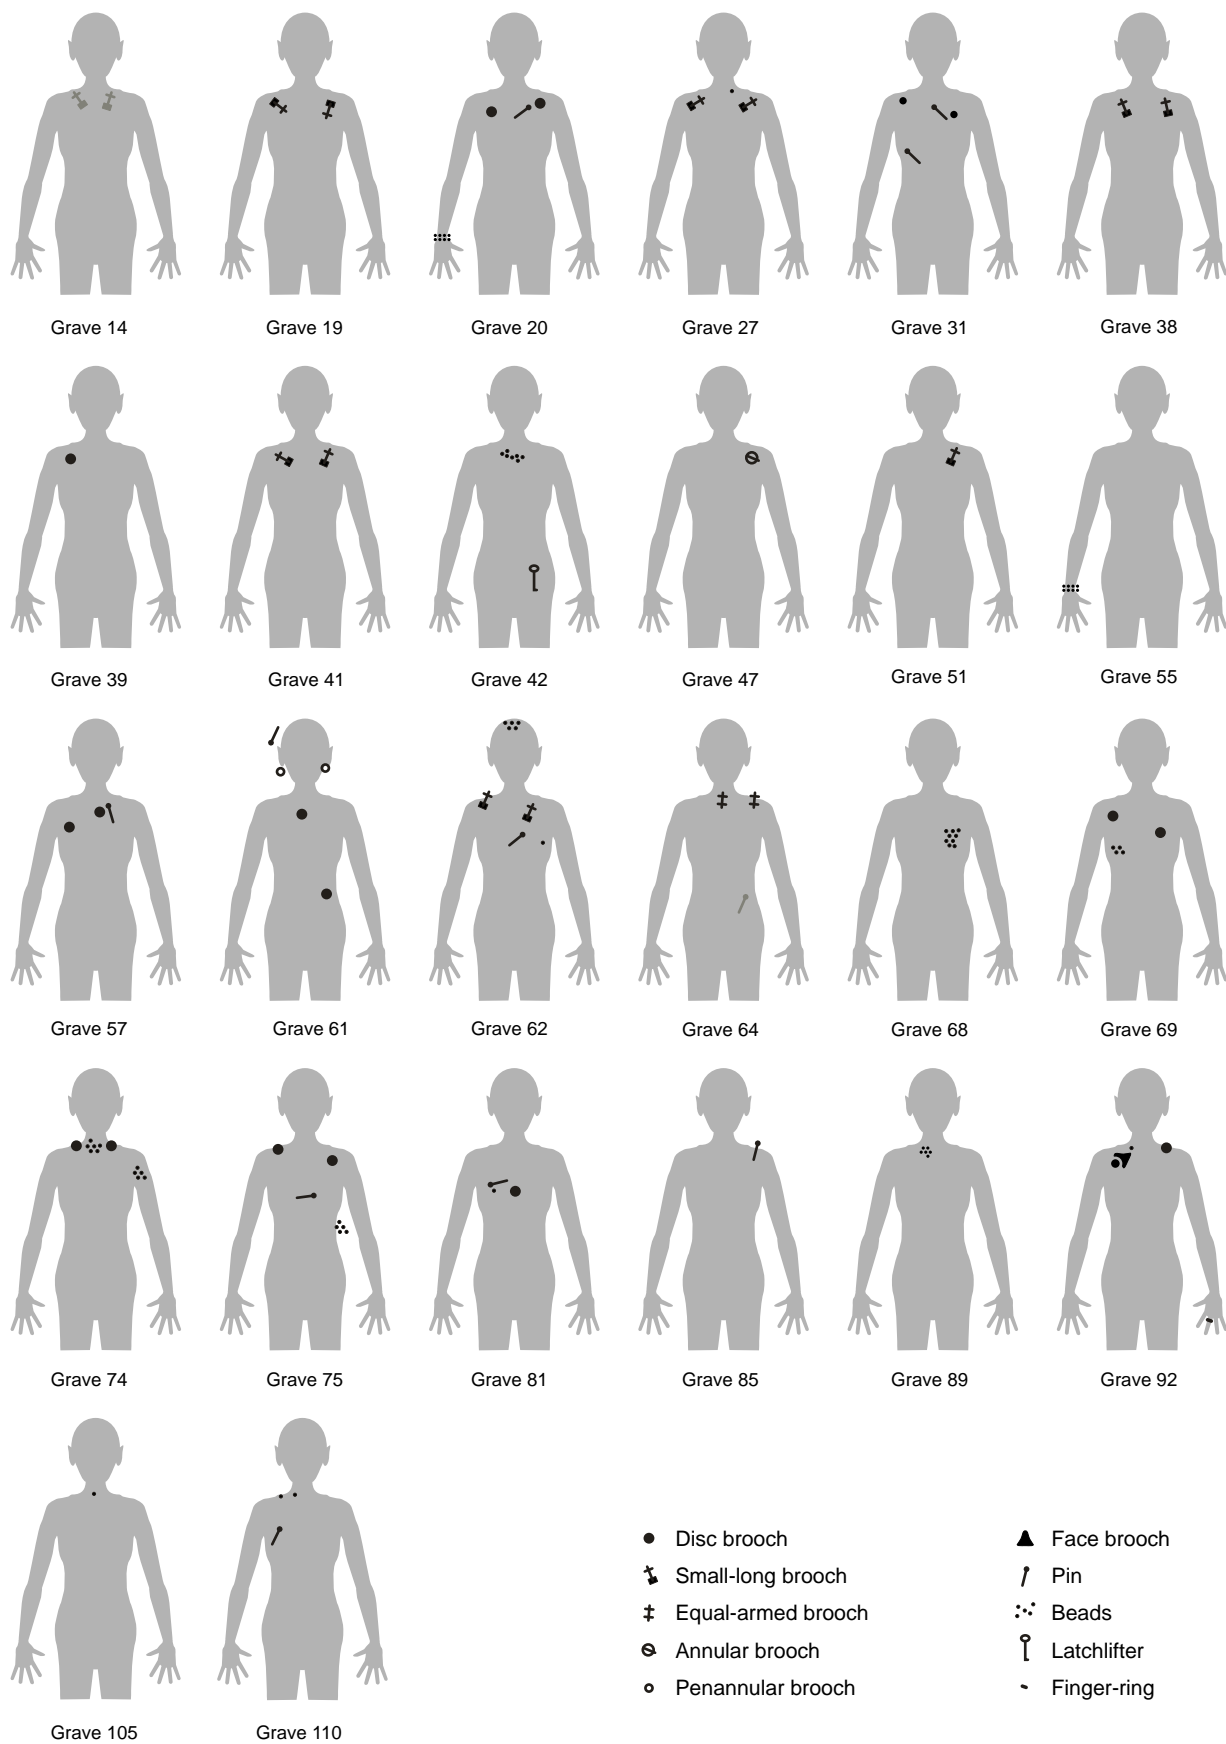 Grave 14
Grave 19
Grave 20
Grave 27
Grave 31
Grave 38
Grave 39
Grave 41
Grave 42
Grave 47
Grave 51
Grave 55
Grave 57
Grave 61
Grave 62
Grave 64
Grave 68
Grave 69
Grave 74
Grave 75
Grave 81
Grave 85
Grave 89
Grave 92
Grave 105
Grave 110
Disc brooch
Small-long brooch
Equal-armed brooch
Annular brooch
Penannular brooch
Face brooch
Pin
Beads
Latchlifter
Finger-ring